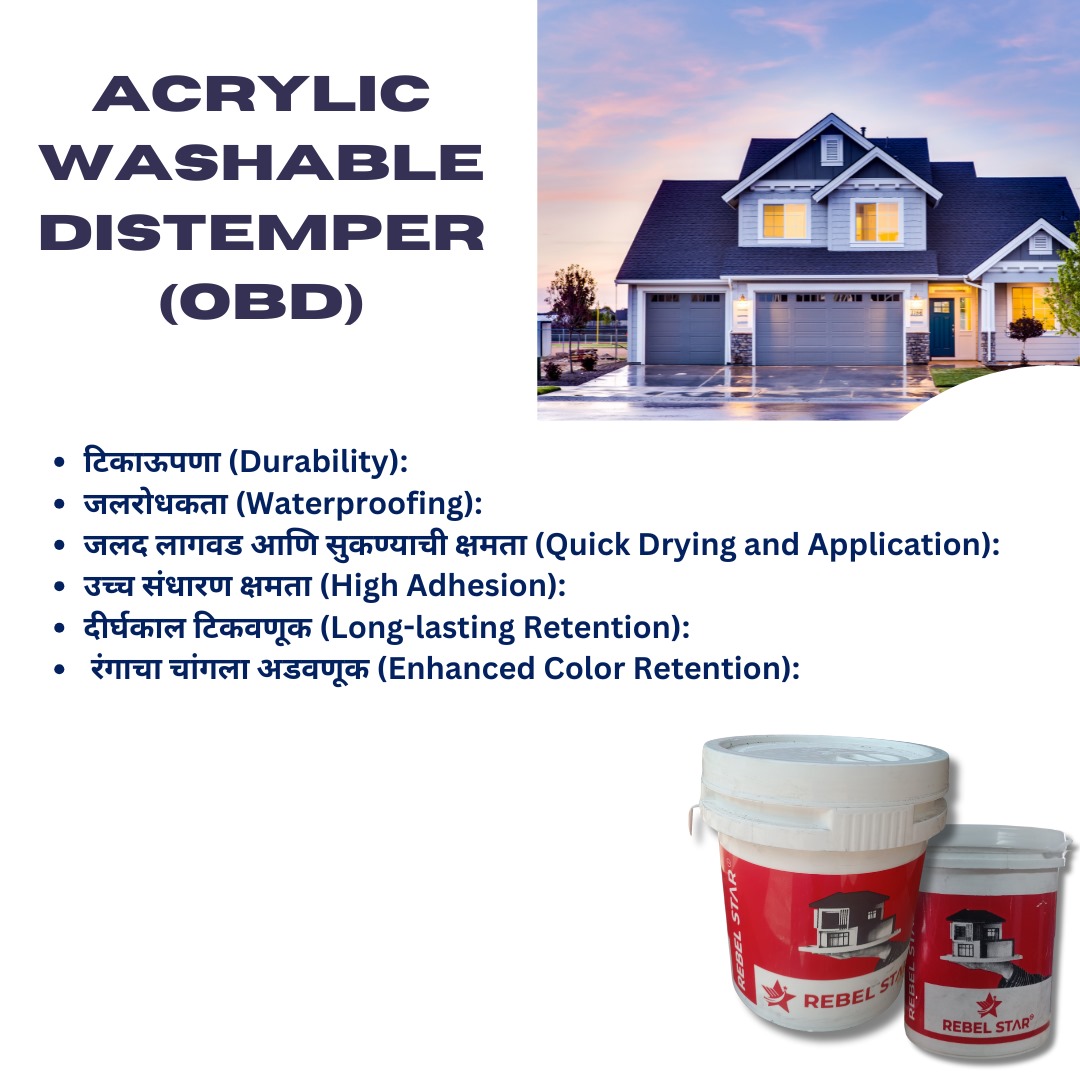 ACRYLIC
WASHABLE
DISTEMPER
(OBD)
• टिकाऊपणा (Durability):
• जलरोधकता (Waterproofing):
• जलद लागवड आणि सुकण्याची क्षमता (Quick Drying and Application):
• उच्च संधारण क्षमता (High Adhesion):
• दीर्घकाल टिकवणूक (Long-lasting Retention):
• रंगाचा चांगला अडवणूक (Enhanced Color Retention):
REBEL STAR
REBEL STAR
REBEL STAR
REBEL STAR®